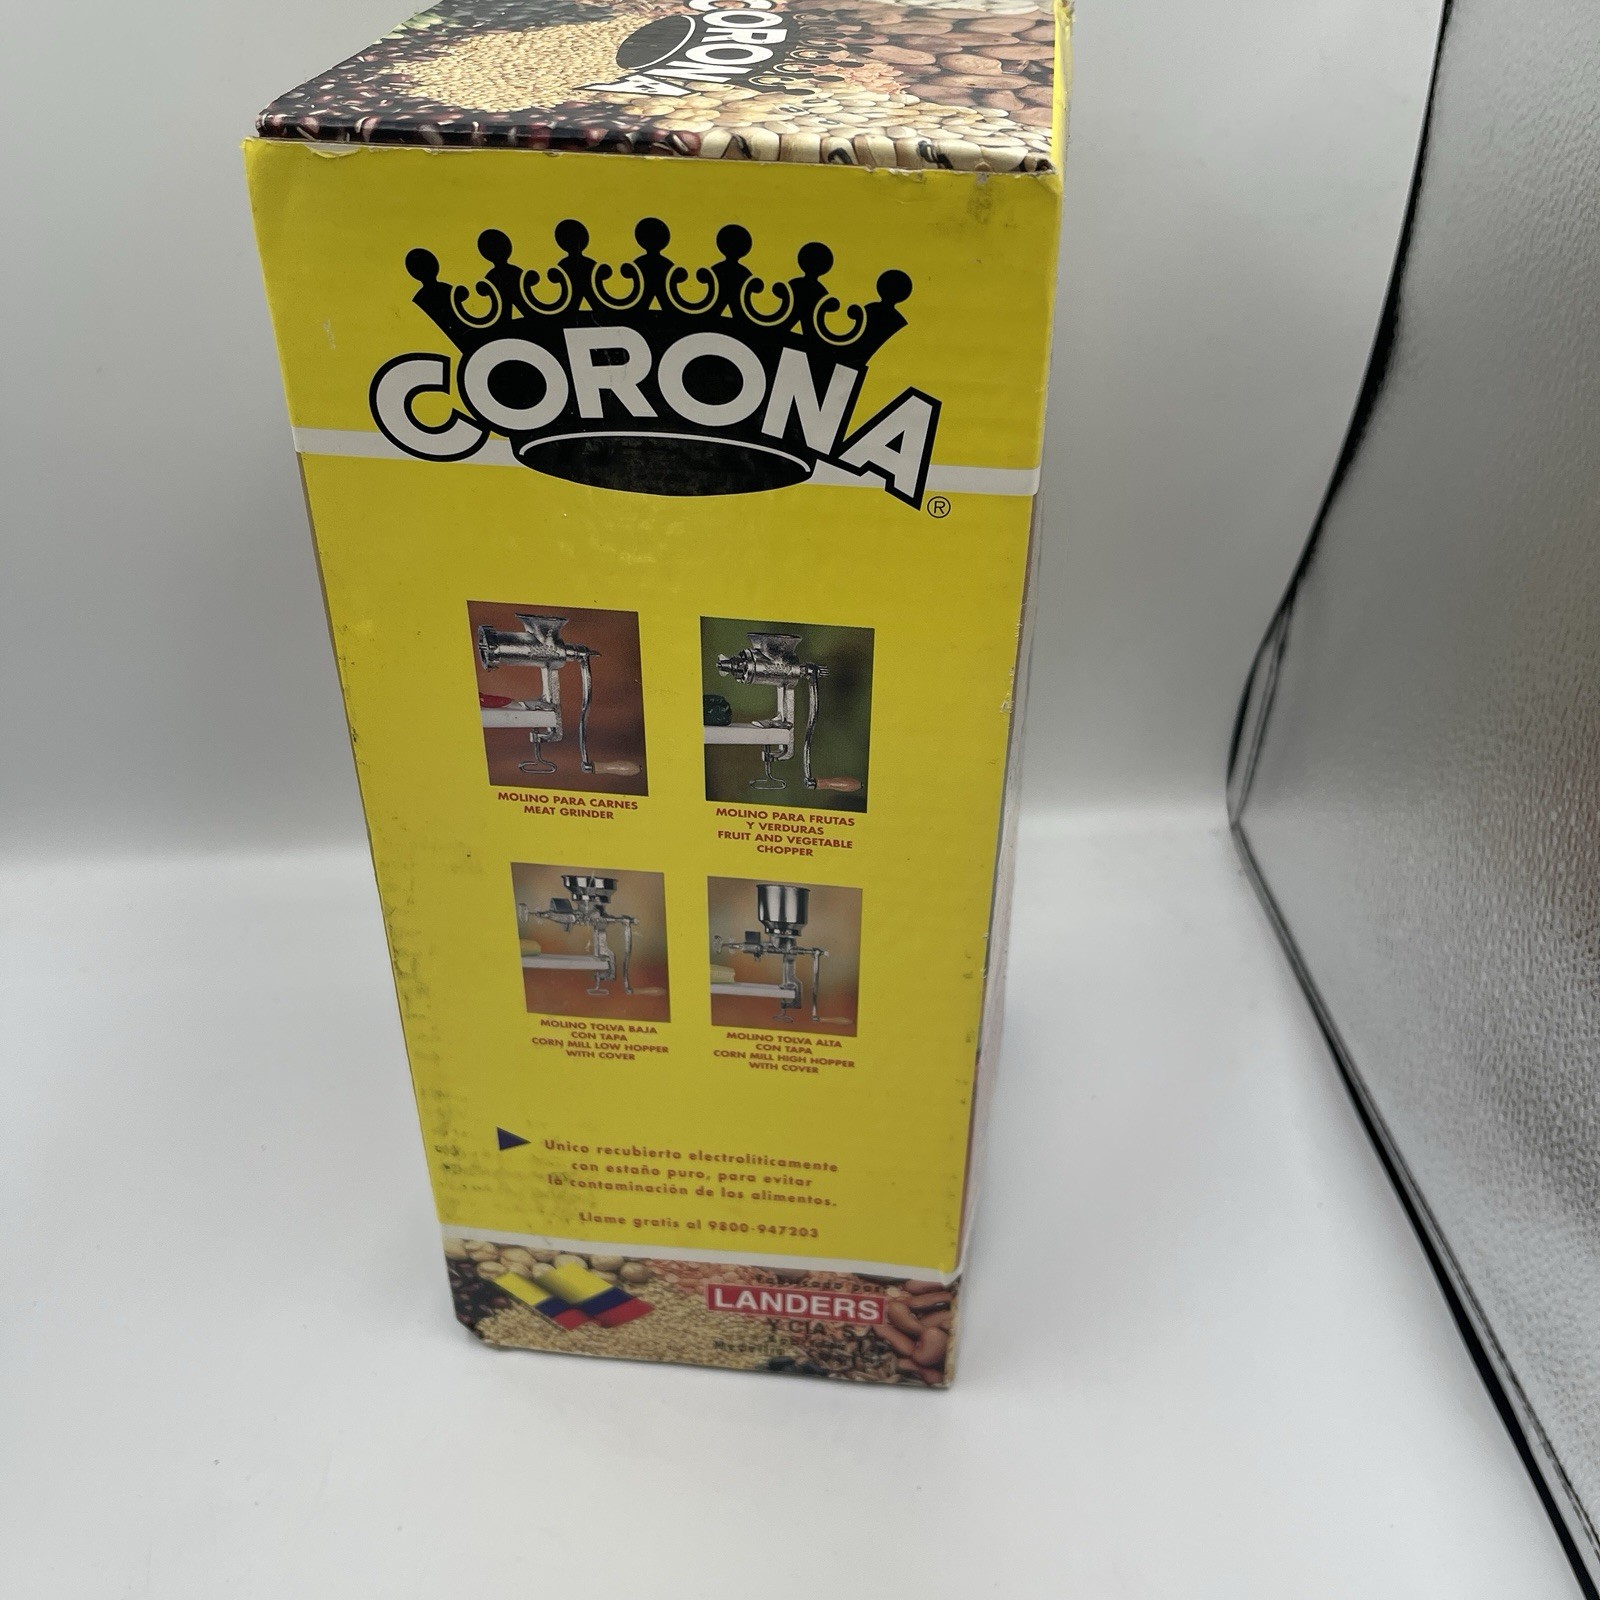 CORONA
CORONA®
MOLINO PARA CARNES
MEAT GRINDER
MOLINO PARA FRUTAS
Y VERDURAS
FRUIT AND VEGETABLE
CHOPPER
MOLINO TOLVA BAJA
CON TAPA
CORN MILL LOW HOPPER
WITH COVER
MOLINO TOLVA ALTA
CON TAPA
CORN MILL HIGH HOPPER
WITH COVER
Unico recubierto electrolíticamente
con estaño puro, para evitar
la contaminación de los alimentos.
Llame gratis al 9800-947203
Fabricado por:
LANDERS
Y CIA. S.A.